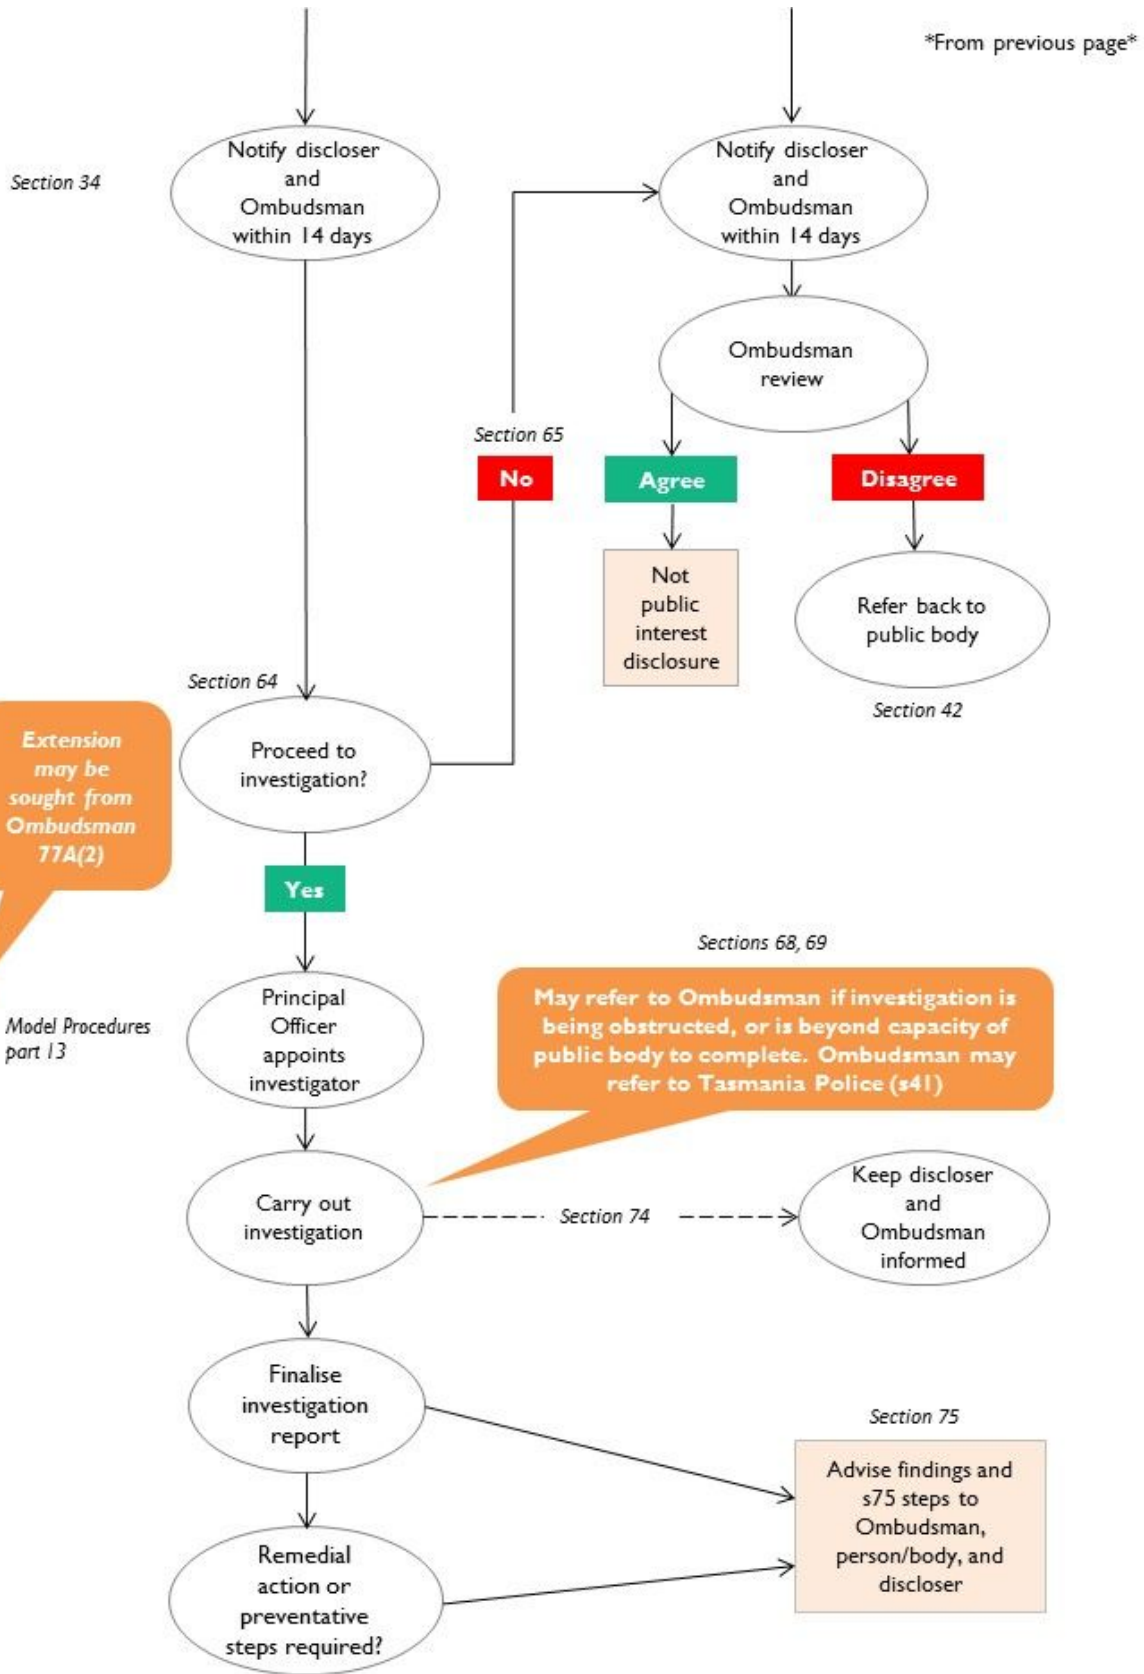 *From previous page*
Section 34
Notify discloser
and
Ombudsman
within 14 days
Notify discloser
and
Ombudsman
within 14 days
Ombudsman
review
Section 65
No
Agree
Disagree
Not
public
interest
disclosure
Refer back to
public body
Section 42
Section 64
Proceed to
investigation?
Extension
may be
sought from
Ombudsman
77A(2)
Yes
Model Procedures
part 13
Principal
Officer
appoints
investigator
Sections 68, 69
May refer to Ombudsman if investigation is
being obstructed, or is beyond capacity of
public body to complete. Ombudsman may
refer to Tasmania Police (s41)
Carry out
investigation
Section 74
Keep discloser
and
Ombudsman
informed
Finalise
investigation
report
Section 75
Advise findings and
s75 steps to
Ombudsman,
person/body, and
discloser
Remedial
action or
preventative
steps required?